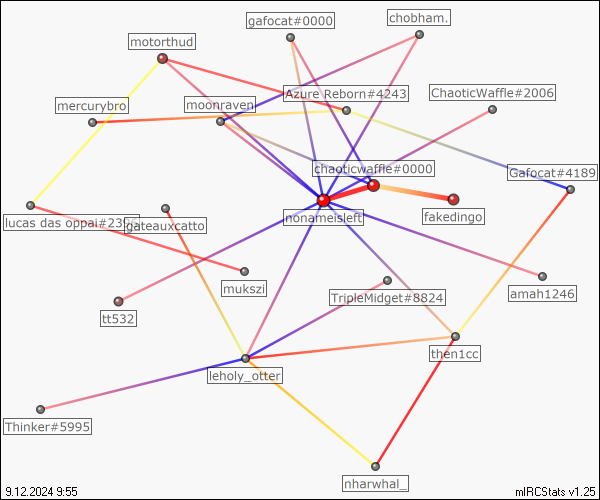 gafocat#0000
chobham.
motorthud
Azure Reborn#4243
ChaoticWaffle#2006
mercurybro
moonraven
chaoticwaffle#0000
Gafocat#4189
nonameisleft
fakedingo
lucas das oppai#23
gateauxcatto
mukszi
TripleMidget#8824
amah1246
tt532
then1cc
leholy_otter
Thinker#5995
nharwhal_
9.12.2024 9:55
mIRCStats v1.25